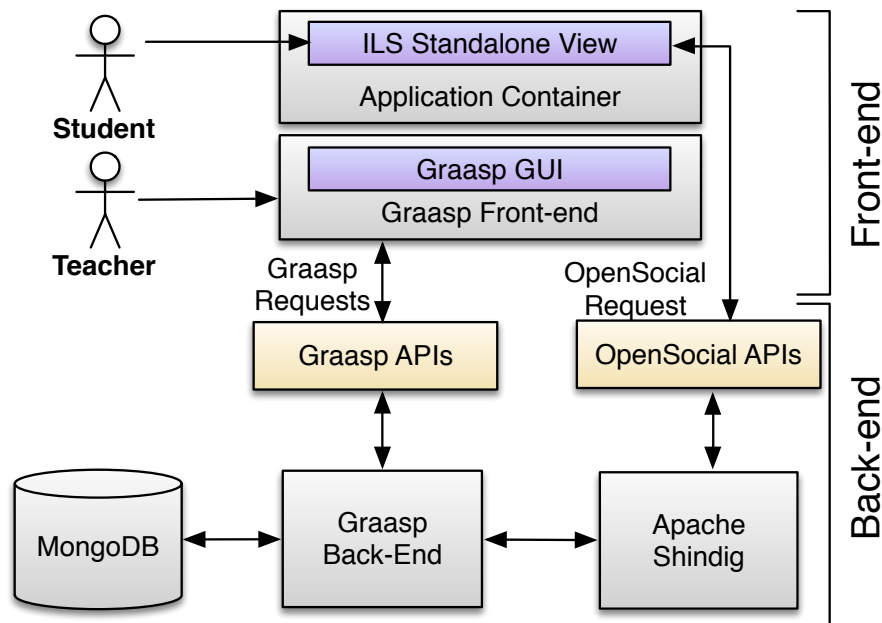 ILS Standalone View
Application Container
Student
Graasp GUI
Graasp Front-end
Teacher
Front-end
Graasp
Requests
OpenSocial
Request
Graasp APIs
OpenSocial APIs
Back-end
MongoDB
Graasp
Back-End
Apache
Shindig